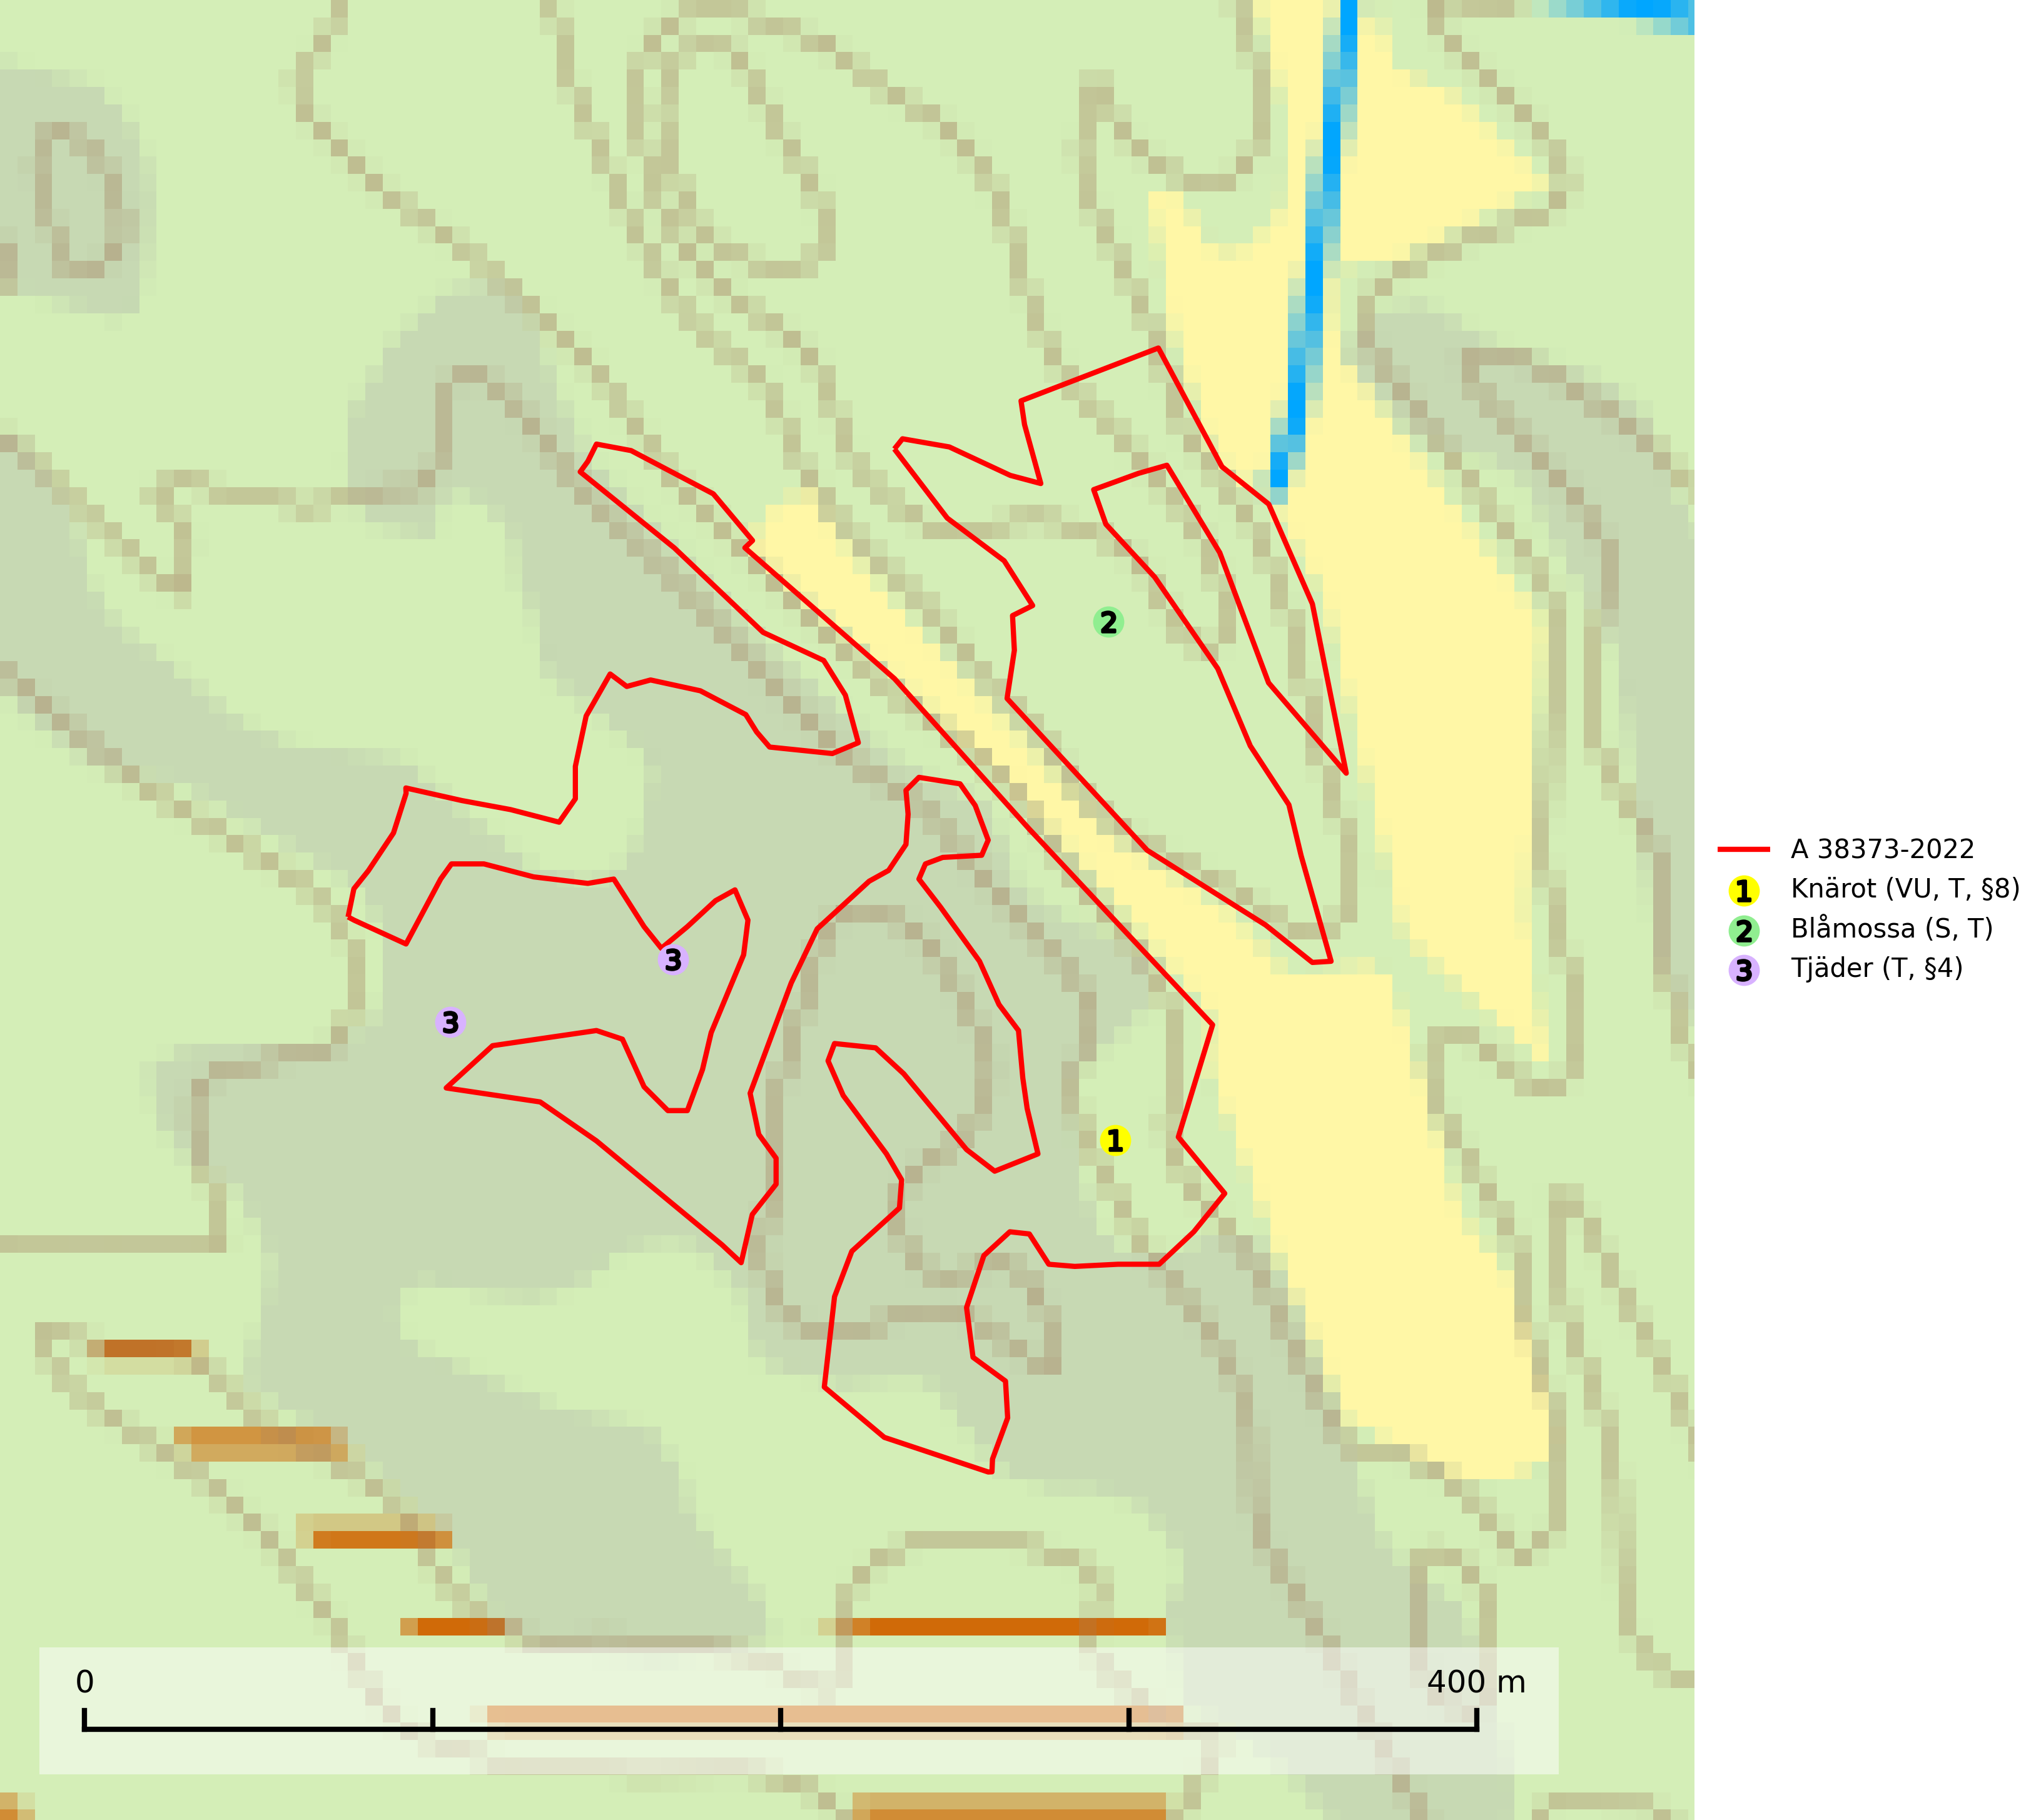 2
3
3
1
A 38373-2022
1 Knärot (VU, T, §8)
2 Blåmossa (S, T)
3 Tjäder (T, §4)
0 400 m